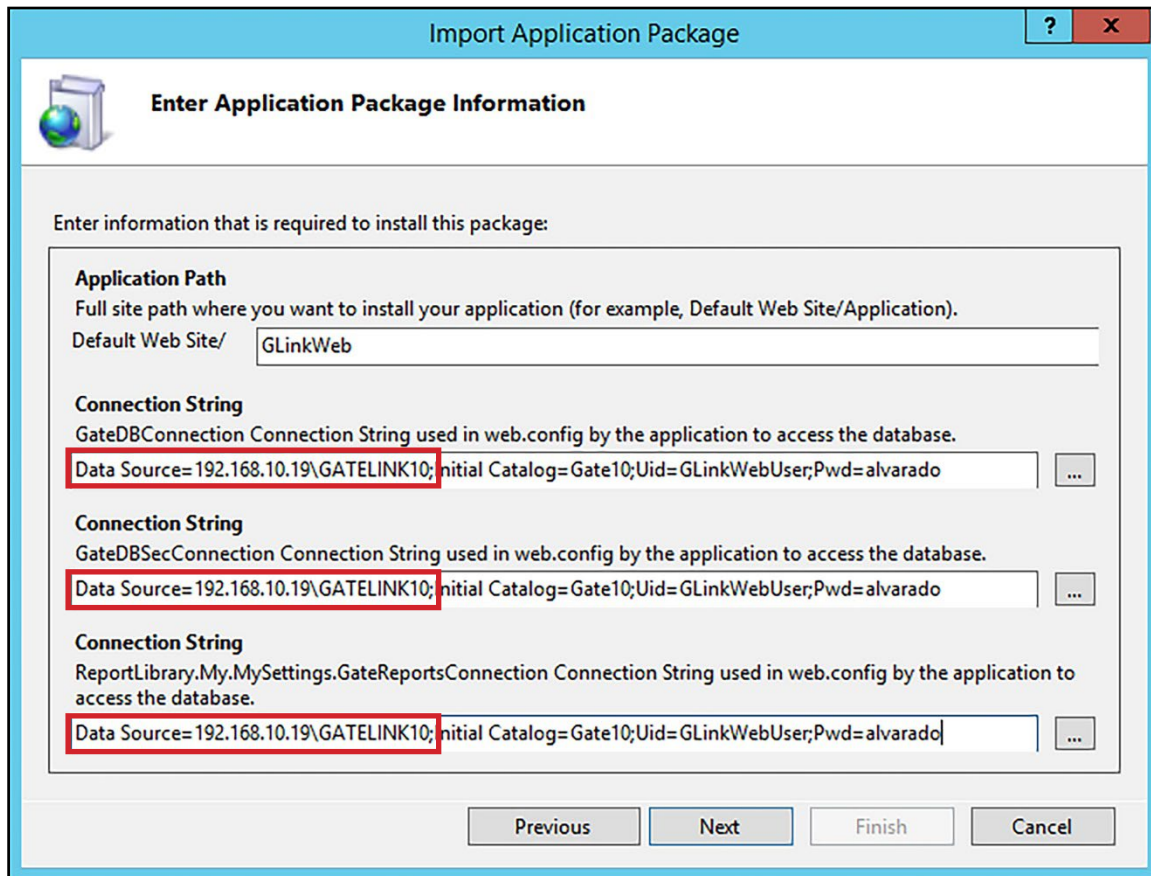 Import Application Package
? x
Enter Application Package Information
Enter information that is required to install this package:
Application Path
Full site path where you want to install your application (for example, Default Web Site/Application).
Default Web Site/ GLinkWeb
Connection String
GateDBConnection Connection String used in web.config by the application to access the database.
Data Source=192.168.10.19\GATELINK10;Initial Catalog=Gate10;Uid=GLinkWebUser;Pwd=alvarado
...
Connection String
GateDBSecConnection Connection String used in web.config by the application to access the database.
Data Source=192.168.10.19\GATELINK10;Initial Catalog=Gate10;Uid=GLinkWebUser;Pwd=alvarado
...
Connection String
ReportLibrary.My.MySettings.GateReportsConnection Connection String used in web.config by the application to
access the database.
Data Source=192.168.10.19\GATELINK10;Initial Catalog=Gate10;Uid=GLinkWebUser;Pwd=alvarado
...
Previous Next Finish Cancel